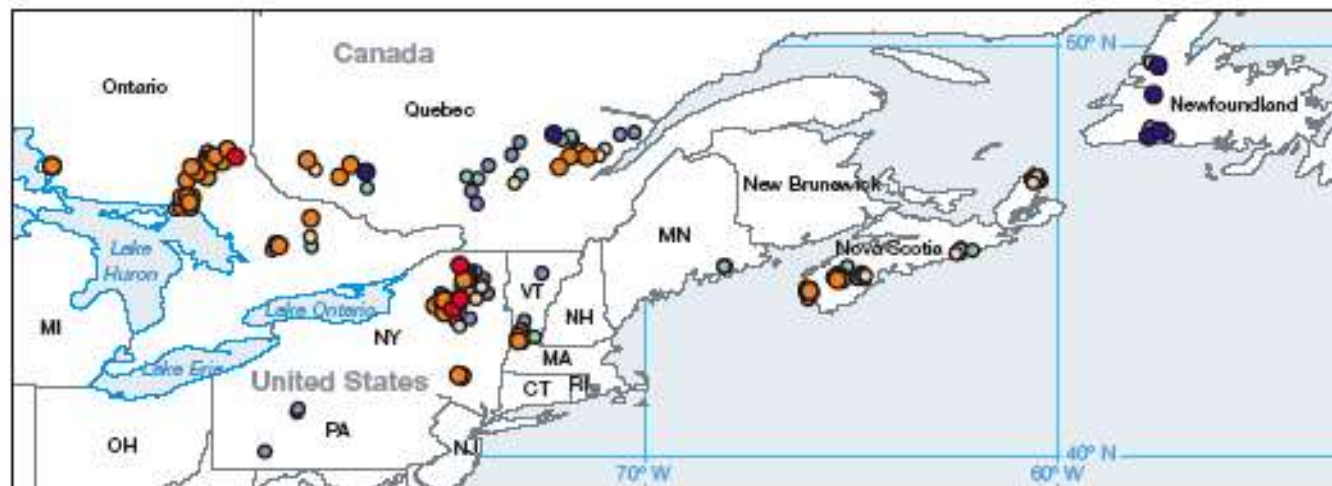 Canada
50° N
Ontario
Quebec
Newfoundland
New Brunswick
MN
Nova Scotia
Lake
Huron
VT
Lake Ontario
MI
NY
NH
MA
Lake Erie
United States
CT
RI
PA
OH
NJ
40° N
70° W
60° W